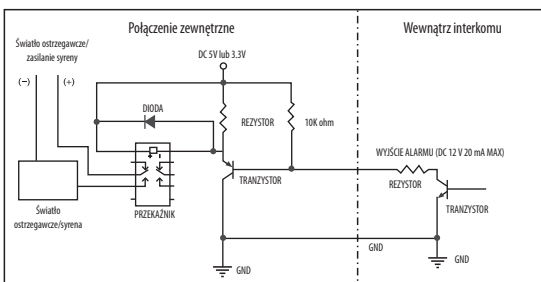 Połączenie zewnętrzne
Wewnątrz interkomu
Światło ostrzegawcze/
zasilanie syreny
(−)
(+)
DC 5V lub 3.3V
DIODA
REZYSTOR
10K ohm
WYJŚCIE ALARMU (DC 12 V 20 mA MAX)
REZYSTOR
TRANZYSTOR
TRANZYSTOR
+
-
PRZEKAŹNIK
Światło
ostrzegawcze/syrena
GND
GND
GND